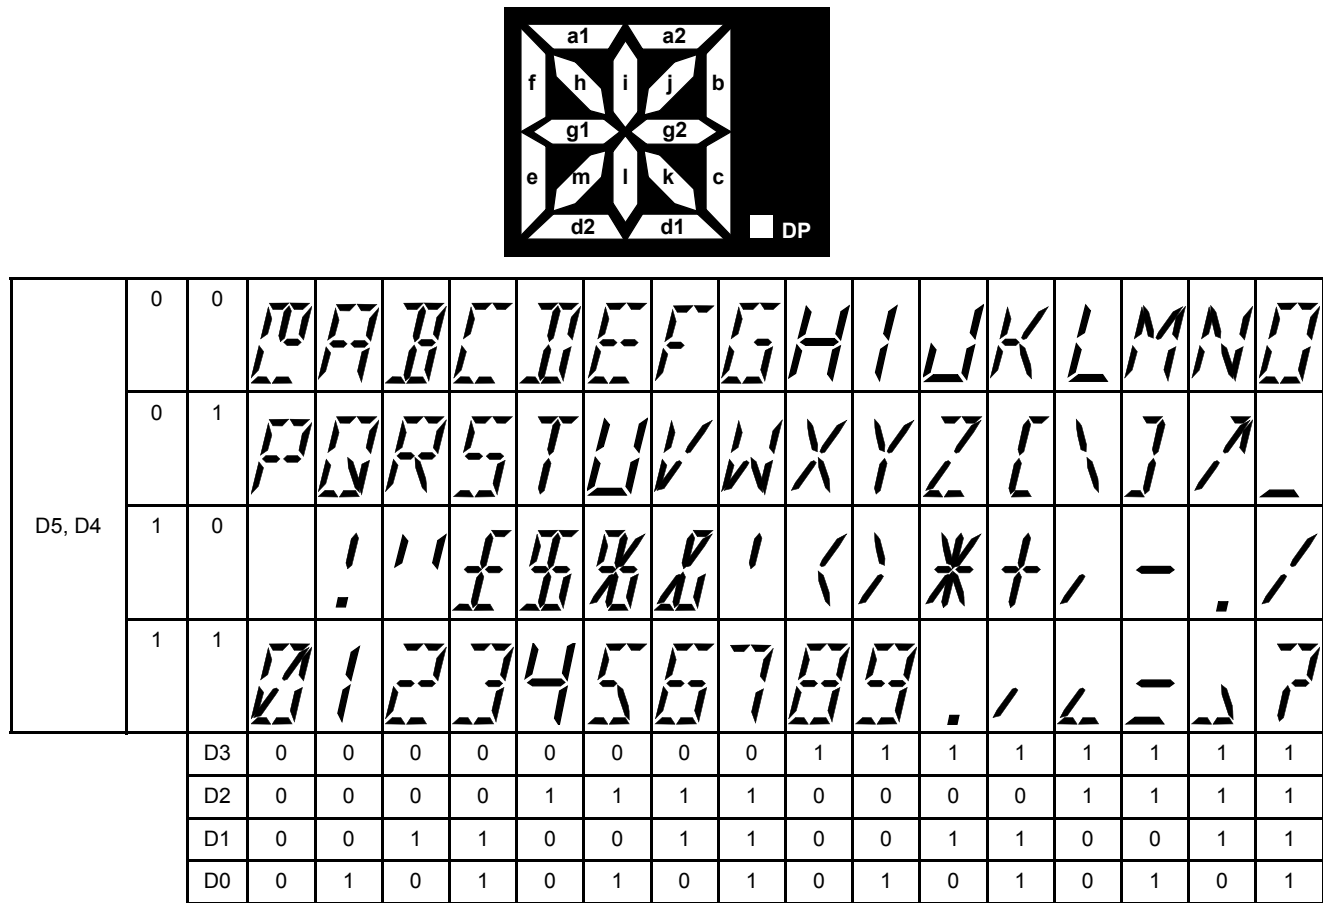 a1 a2
f h i j b
g1 g2
e m l k c
d2 d1 DP
0 0 @ A B C D E F G H I J K L M N O
0 1 P Q R S T U V W X Y Z [ \ ] ↗ _
D5, D4 1 0 ! " £ $ % & ' < > * + , - . /
1 1 0 1 2 3 4 5 6 7 8 9 . , = ?
D3 0 0 0 0 0 0 0 0 1 1 1 1 1 1 1 1
D2 0 0 0 0 1 1 1 1 0 0 0 0 1 1 1 1
D1 0 0 1 1 0 0 1 1 0 0 1 1 0 0 1 1
D0 0 1 0 1 0 1 0 1 0 1 0 1 0 1 0 1